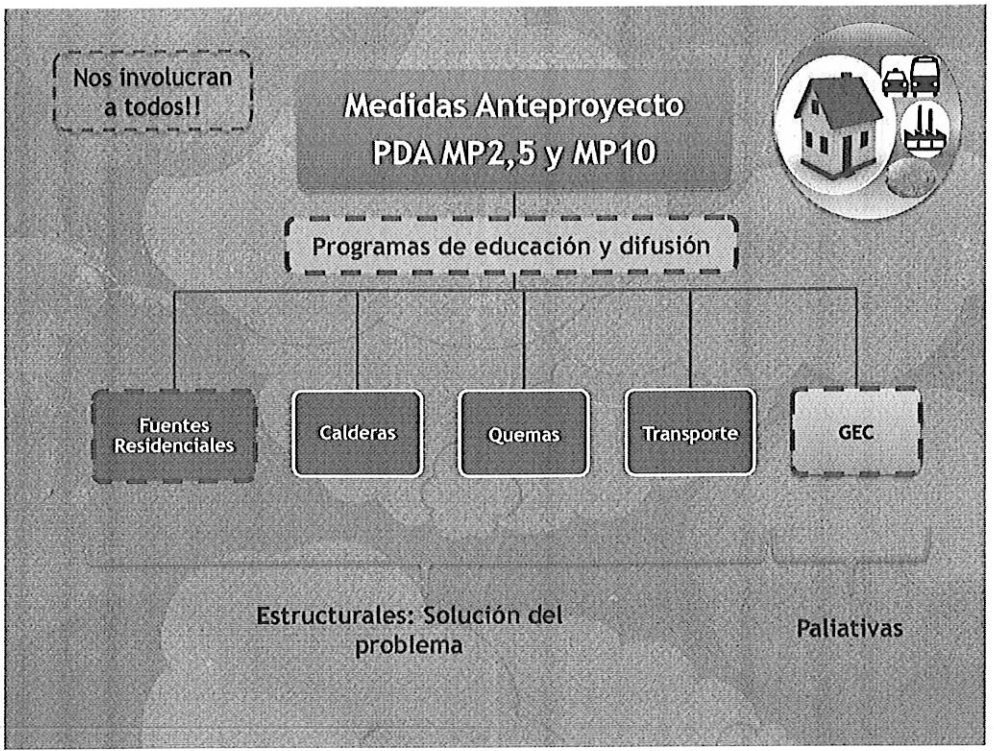 Nos involucran
a todos!!
Medidas Anteproyecto
PDA MP2,5 y MP10
Programas de educación y difusión
Fuentes
Residenciales
Calderas
Quemas
Transporte
GEC
Estructurales: Solución del
problema
Paliativas